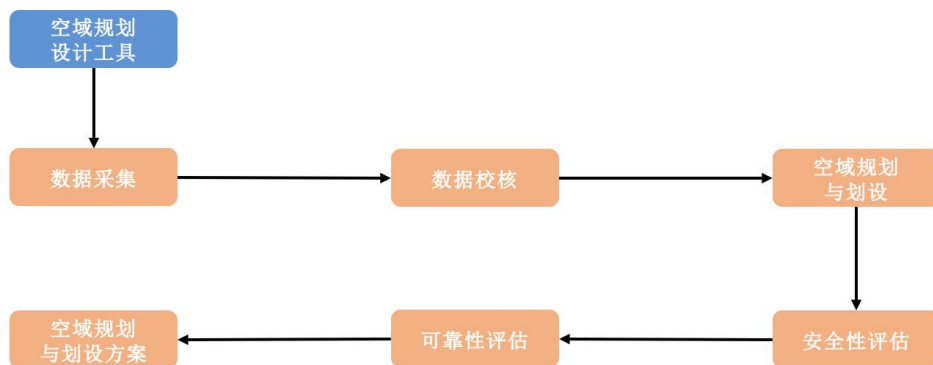 空域规划
设计工具
数据采集
数据校核
空域规划
与划设
安全性评估
可靠性评估
空域规划
与划设方案